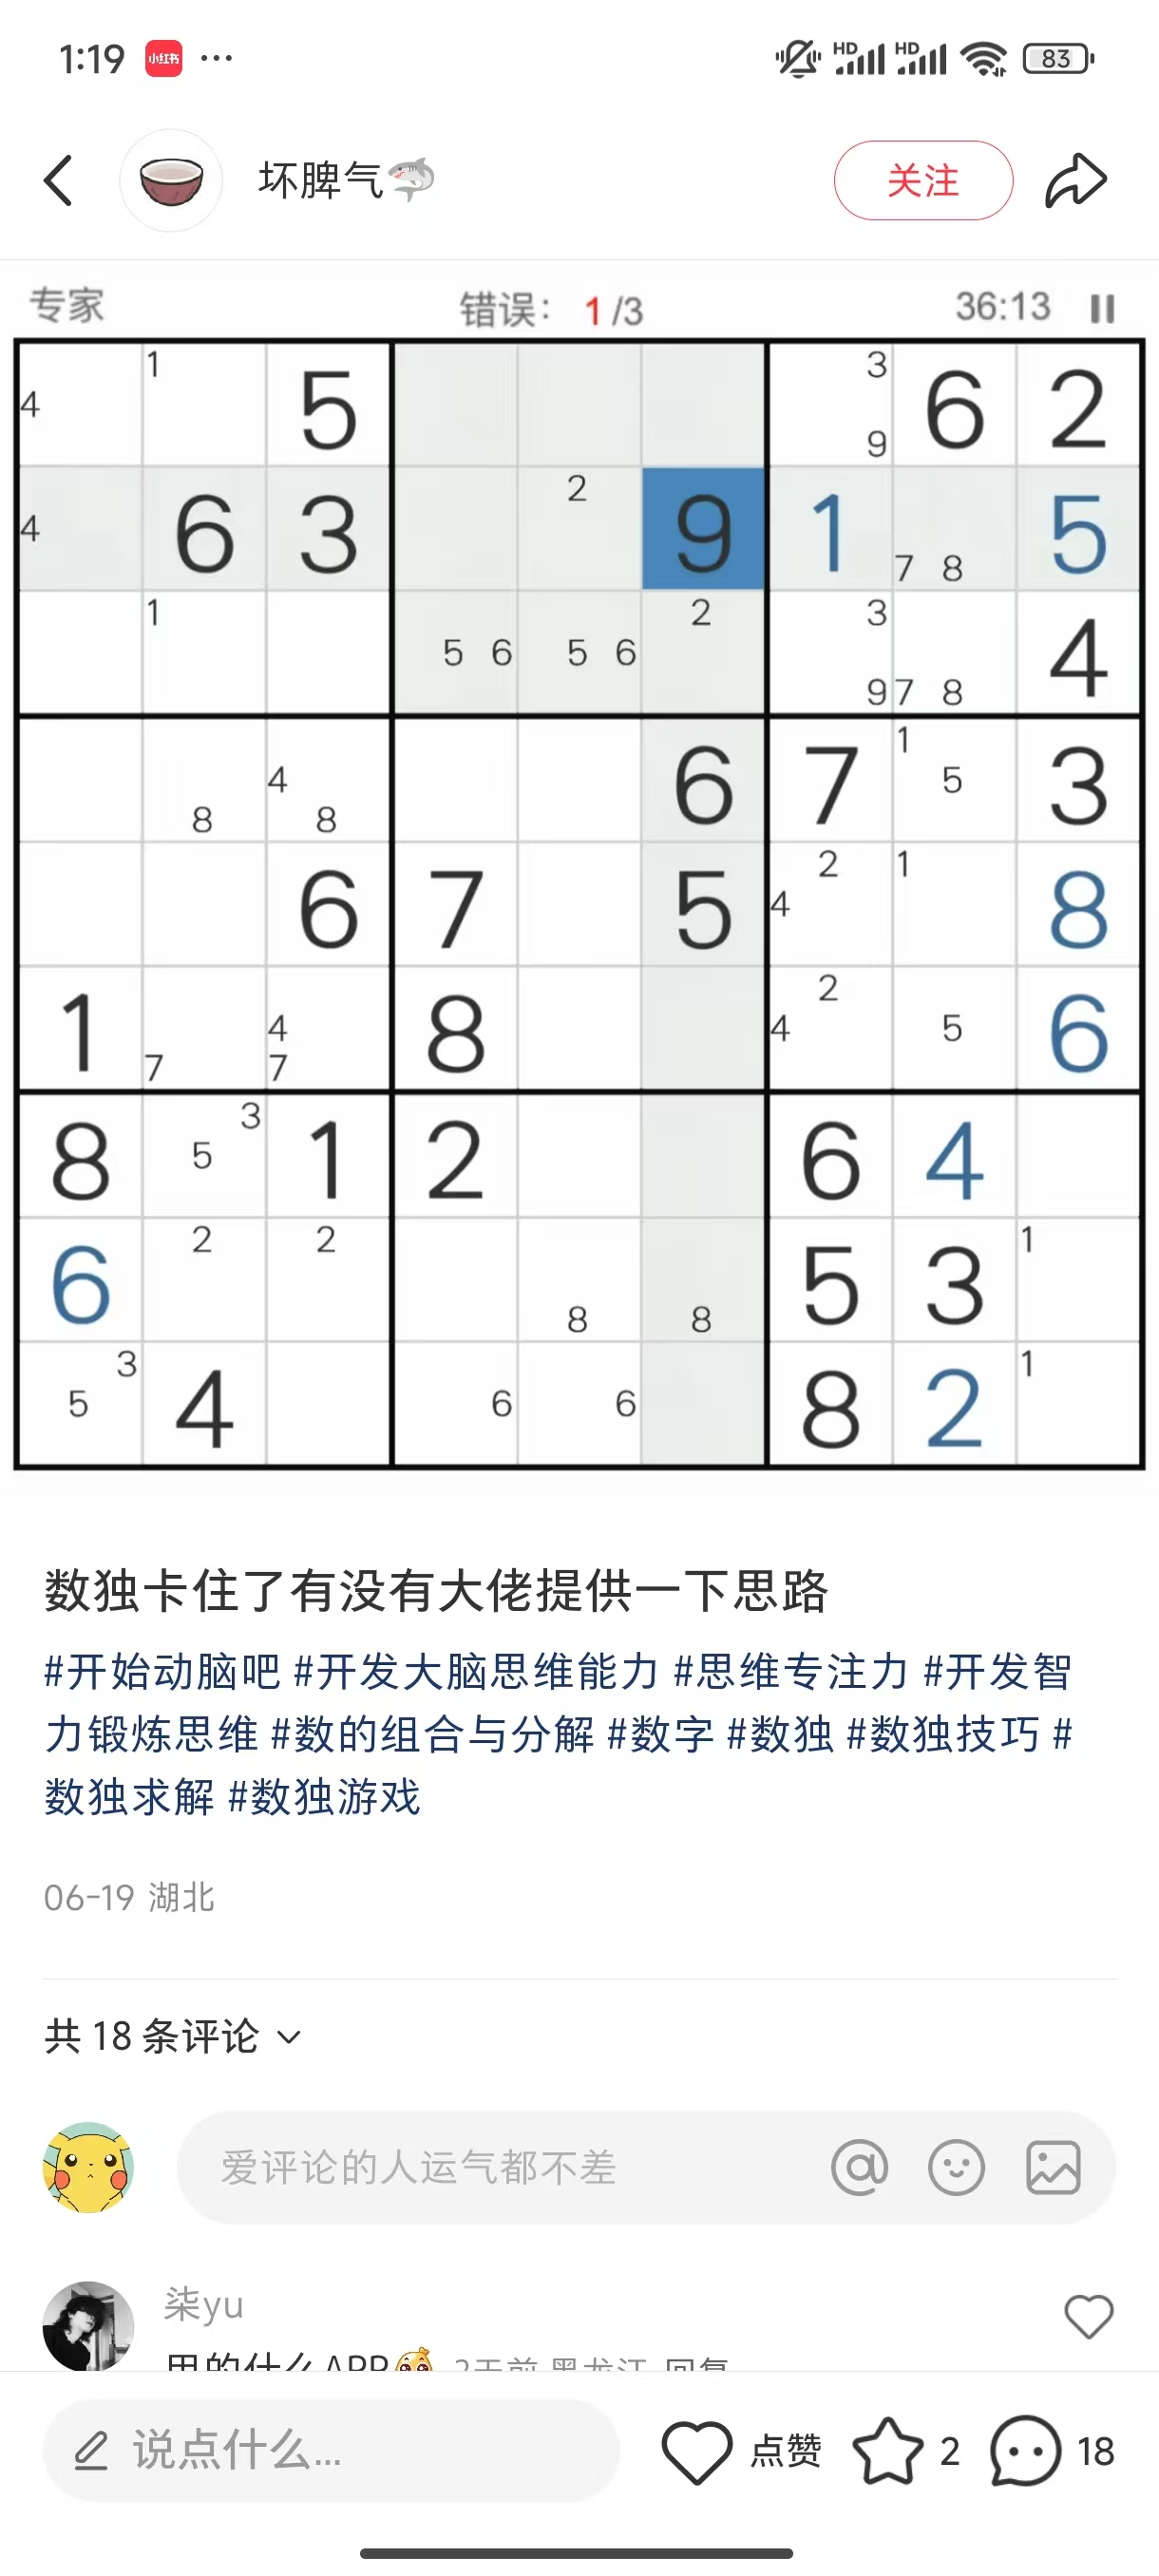 1:19 小红书 ... HD HD 83
坏脾气🦈 关注
专家 错误： 1 /3 36:13
4 1 5 3 9 6 2
4 6 3 2 9 1 7 8 5
1 5 6 5 6 2 3 9 7 8 4
8 4 8 6 7 1 5 3
6 7 5 2 4 1 8
1 7 4 7 8 2 4 5 6
8 3 5 1 2 6 4
6 2 2 8 8 5 3 1
3 5 4 6 6 8 2 1
数独卡住了有没有大佬提供一下思路
#开始动脑吧 #开发大脑思维能力 #思维专注力 #开发智
力锻炼思维 #数的组合与分解 #数字 #数独 #数独技巧 #
数独求解 #数独游戏
06-19 湖北
共 18 条评论
爱评论的人运气都不差
柒yu
用的什么APP 2天前 黑龙江 回复
说点什么... 点赞 2 18